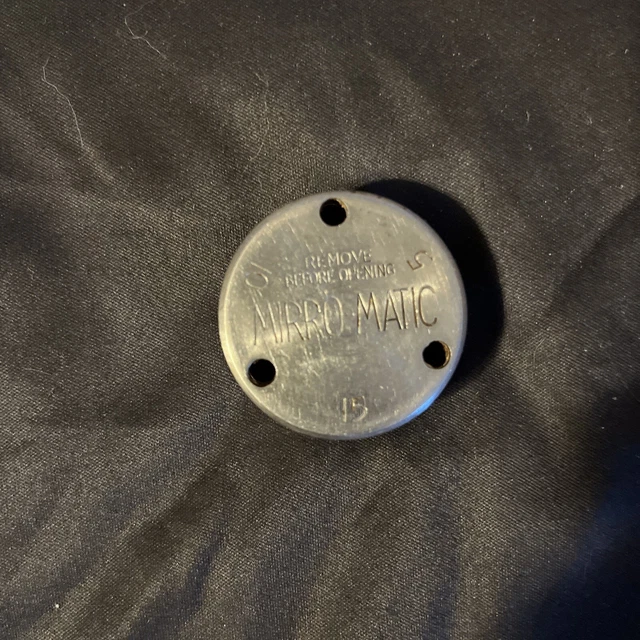 REMOVE
BEFORE OPENING
10
5
MIRRO-MATIC
15